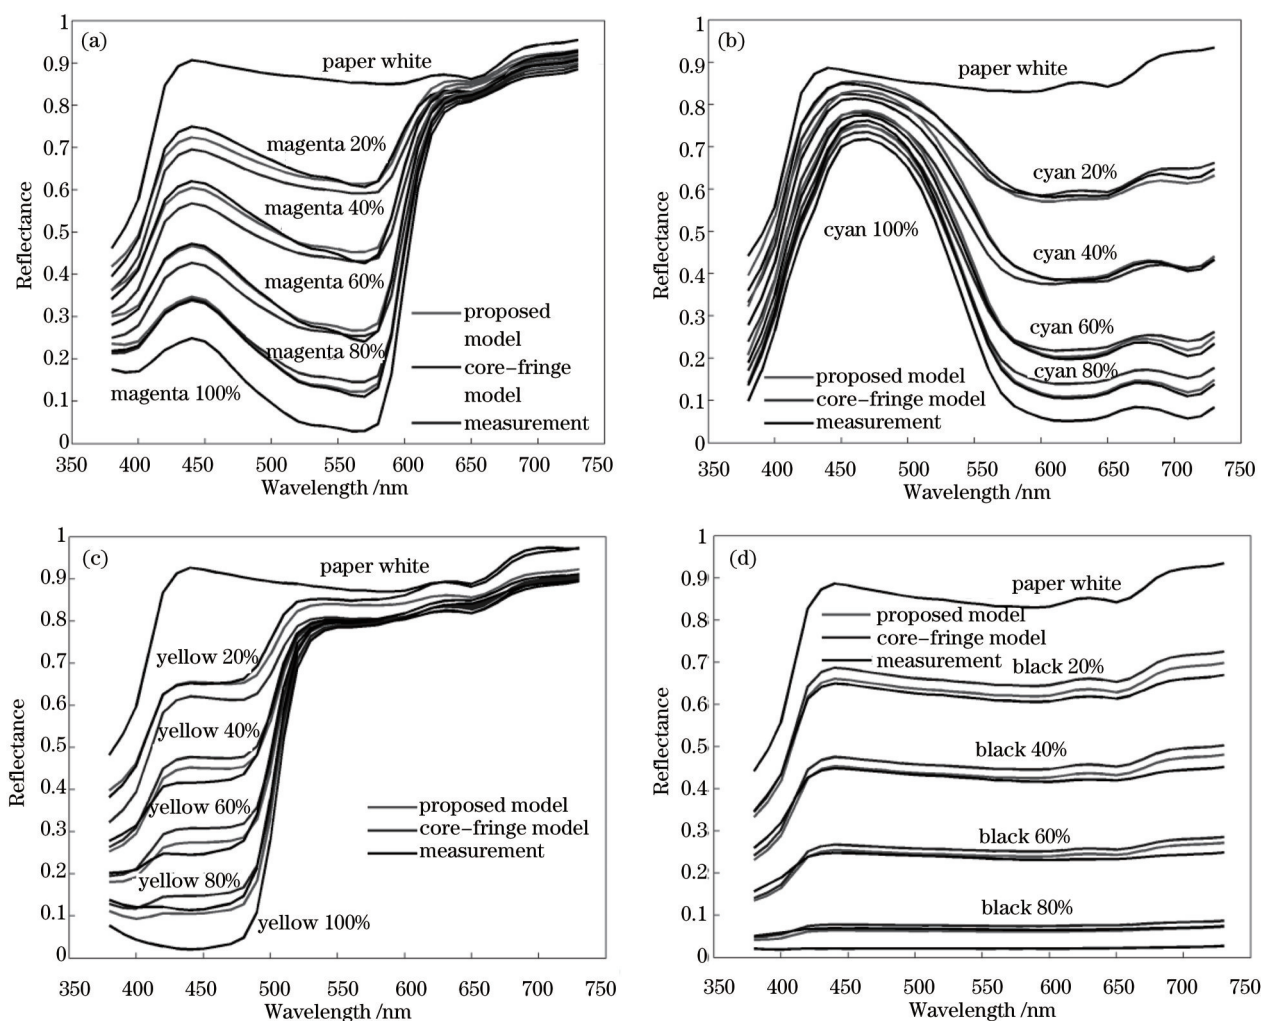 (a)
1
0.9
0.8
0.7
0.6
0.5
0.4
0.3
0.2
0.1
0
Reflectance
paper white
magenta 20%
magenta 40%
magenta 60%
magenta 80%
magenta 100%
proposed
model
core-fringe
model
measurement
350 400 450 500 550 600 650 700 750
Wavelength /nm
(b)
1
0.9
0.8
0.7
0.6
0.5
0.4
0.3
0.2
0.1
0
Reflectance
paper white
cyan 20%
cyan 100%
cyan 40%
cyan 60%
cyan 80%
proposed model
core-fringe model
measurement
350 400 450 500 550 600 650 700 750
Wavelength /nm
(c)
1
0.9
0.8
0.7
0.6
0.5
0.4
0.3
0.2
0.1
0
Reflectance
paper white
yellow 20%
yellow 40%
yellow 60%
yellow 80%
yellow 100%
proposed model
core-fringe model
measurement
350 400 450 500 550 600 650 700 750
Wavelength /nm
(d)
1
0.9
0.8
0.7
0.6
0.5
0.4
0.3
0.2
0.1
0
Reflectance
paper white
proposed model
core-fringe model
measurement
black 20%
black 40%
black 60%
black 80%
350 400 450 500 550 600 650 700 750
Wavelength /nm